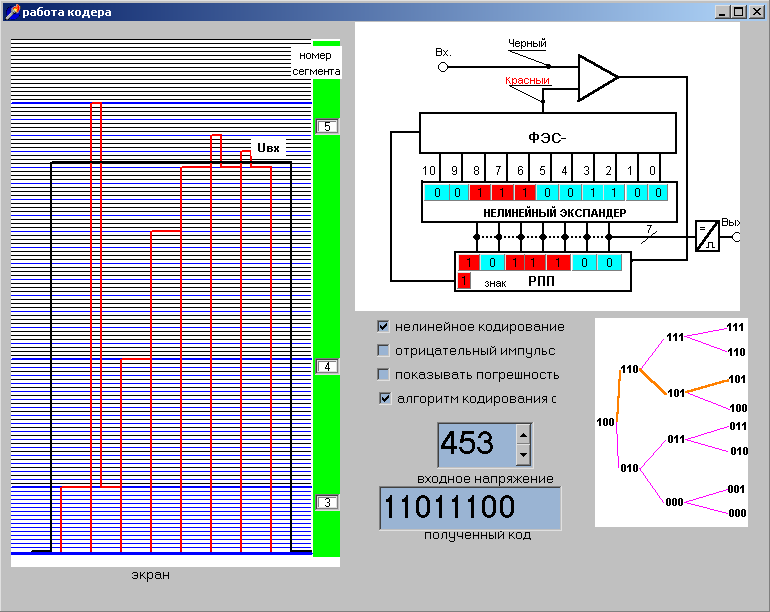 работа кодера
номер
сегмента
5
Uвх
4
3
экран
Вх.
Черный
Красный
ФЭС-
10 9 8 7 6 5 4 3 2 1 0
0 0 1 1 1 0 0 1 1 0 0
НЕЛИНЕЙНЫЙ ЭКСПАНДЕР
7
=
Вых
1 0 1 1 1 0 0
1 знак РПП
нелинейное кодирование
отрицательный импульс
показывать погрешность
алгоритм кодирования с
453
входное напряжение
11011100
полученный код
111
111
110
110
101
101
100
100
011
011
010
010
001
000
000